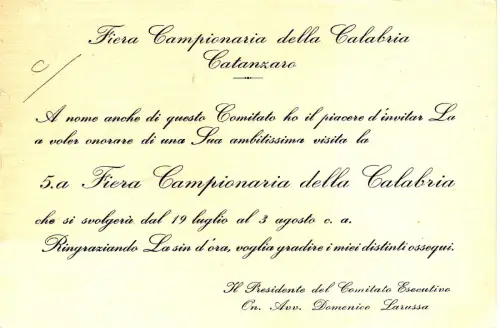 Fiera Campionaria della Calabria
Catanzaro
A nome anche di questo Comitato ho il piacere d'invitar La
a voler onorare di una Sua ambitissima visita la
5.a Fiera Campionaria della Calabria
che si svolgerà dal 19 luglio al 3 agosto c. a.
Ringraziando La sin d'ora, voglia gradire i miei distinti ossequi.
Il Presidente del Comitato Esecutivo
On. Avv. Domenico Larussa